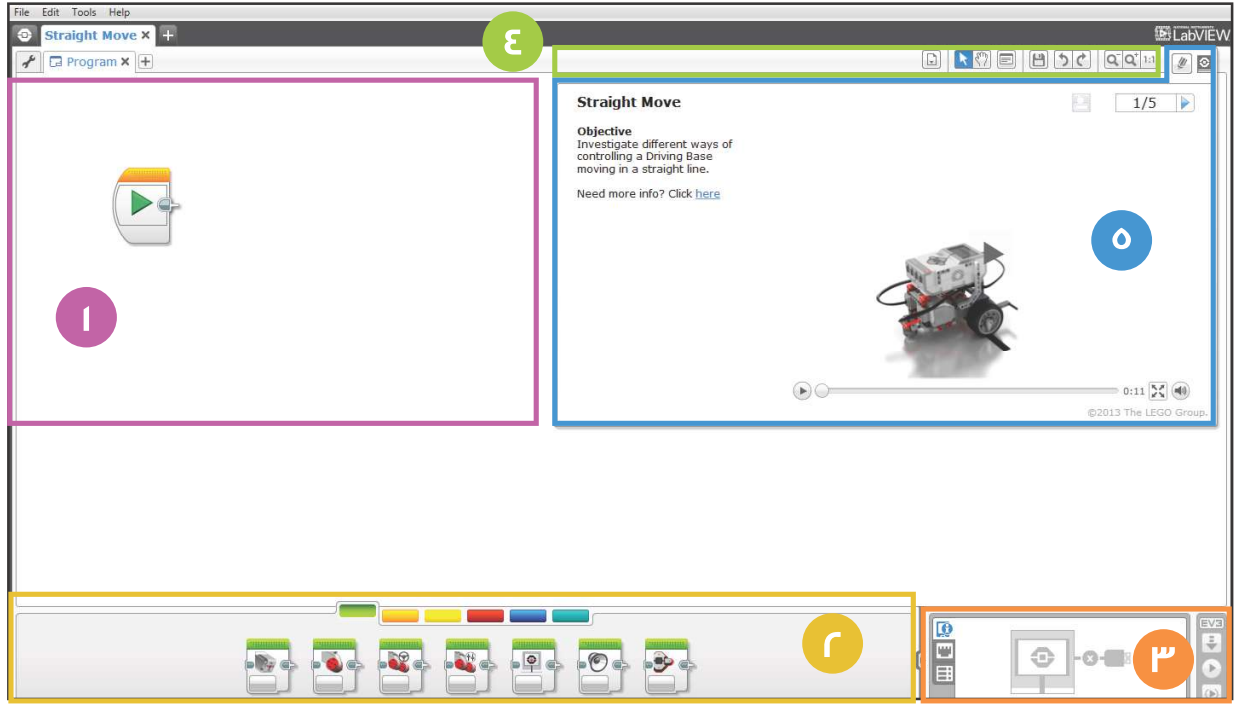 File Edit Tools Help
Straight Move × +
LabVIEW
Program × +
1:1
٤
Straight Move
1/5
Objective
Investigate different ways of
controlling a Driving Base
moving in a straight line.
Need more info? Click here
٥
١
0:11
©2013 The LEGO Group.
٢
٣
EV3